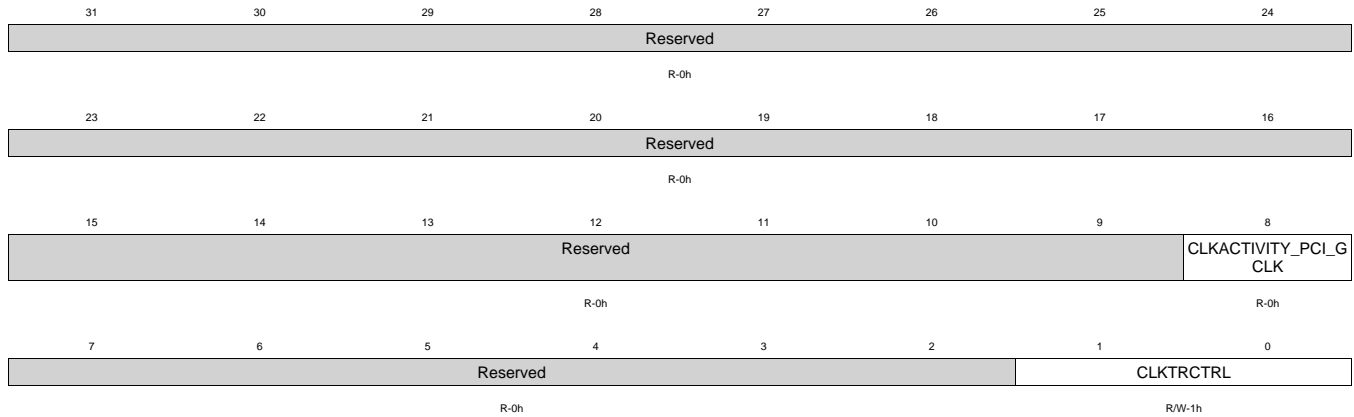 31 30 29 28 27 26 25 24
Reserved
R-0h
23 22 21 20 19 18 17 16
Reserved
R-0h
15 14 13 12 11 10 9 8
Reserved CLKACTIVITY_PCI_G
CLK
R-0h R-0h
7 6 5 4 3 2 1 0
Reserved CLKTRCTRL
R-0h R/W-1h